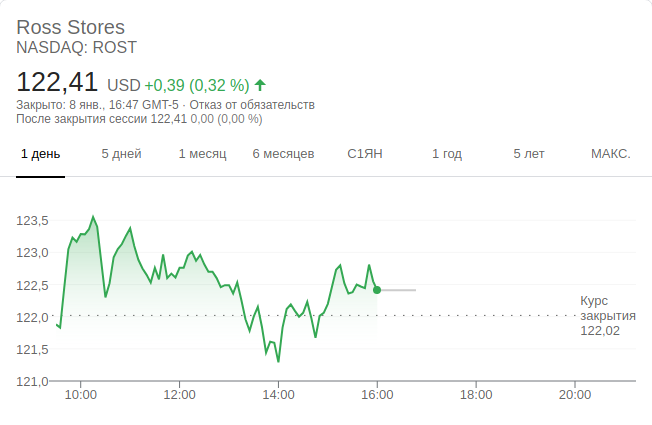 Ross Stores
NASDAQ: ROST
122,41 USD +0,39 (0,32 %)
Закрыто: 8 янв., 16:47 GMT-5 · Отказ от обязательств
После закрытия сессии 122,41 0,00 (0,00 %)
1 день 5 дней 1 месяц 6 месяцев С1ЯН 1 год 5 лет МАКС.
123,5
123,0
122,5
122,0
121,5
121,0
Курс
закрытия
122,02
10:00 12:00 14:00 16:00 18:00 20:00